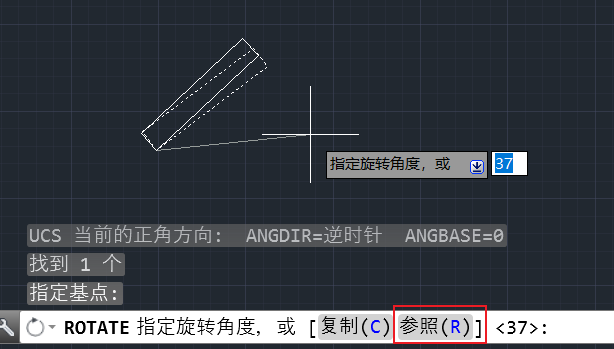 指定旋转角度，或 37
UCS 当前的正角方向:  ANGDIR=逆时针  ANGBASE=0
找到 1 个
指定基点:
ROTATE 指定旋转角度，或 [复制(C) 参照(R)] <37>: